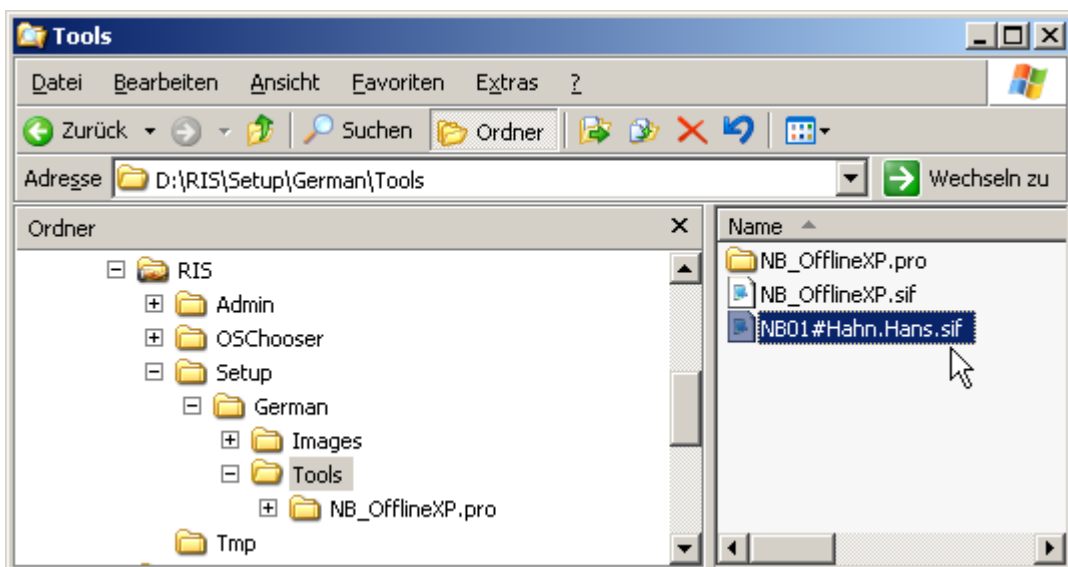 Tools
Datei Bearbeiten Ansicht Favoriten Extras ?
Zurück Suchen Ordner
Adresse D:\RIS\Setup\German\Tools Wechseln zu
Ordner
RIS
Admin
OSChooser
Setup
German
Images
Tools
NB_OfflineXP.pro
Tmp
Name
NB_OfflineXP.pro
NB_OfflineXP.sif
NB01#Hahn.Hans.sif